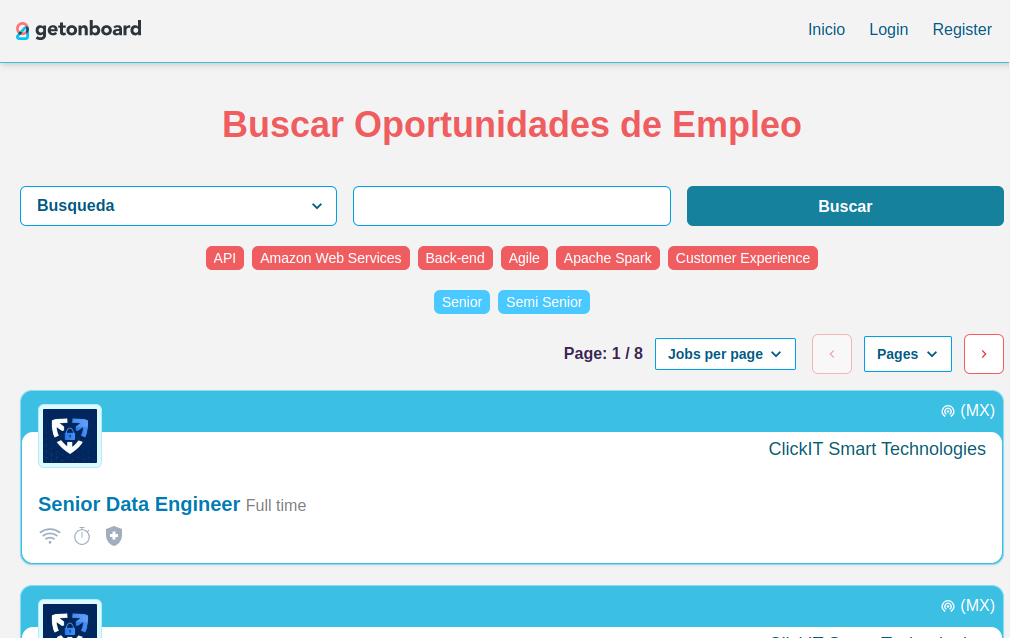 getonboard Inicio Login Register
Buscar Oportunidades de Empleo
Busqueda Buscar
API Amazon Web Services Back-end Agile Apache Spark Customer Experience
Senior Semi Senior
Page: 1 / 8 Jobs per page Pages
(MX)
ClickIT Smart Technologies
Senior Data Engineer Full time
(MX)